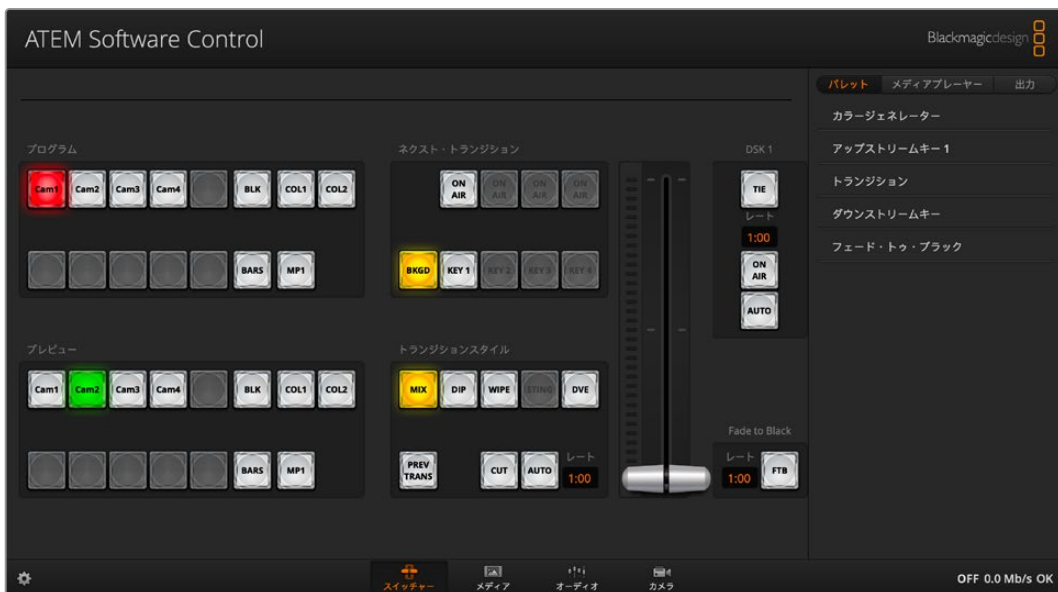 ATEM Software Control
Blackmagicdesign
パレット メディアプレーヤー 出力
カラージェネレーター
アップストリームキー 1
トランジション
ダウンストリームキー
フェード・トゥ・ブラック
プログラム
Cam1 Cam2 Cam3 Cam4 BLK COL1 COL2
BARS MP1
ネクスト・トランジション
ON AIR ON AIR ON AIR ON AIR
BKGD KEY 1 KEY 2 KEY 3 KEY 4
DSK 1
TIE
レート
1:00
ON AIR
AUTO
プレビュー
Cam1 Cam2 Cam3 Cam4 BLK COL1 COL2
BARS MP1
トランジションスタイル
MIX DIP WIPE STING DVE
PREV TRANS CUT AUTO レート 1:00
Fade to Black
レート
1:00 FTB
スイッチャー メディア オーディオ カメラ
OFF 0.0 Mb/s OK